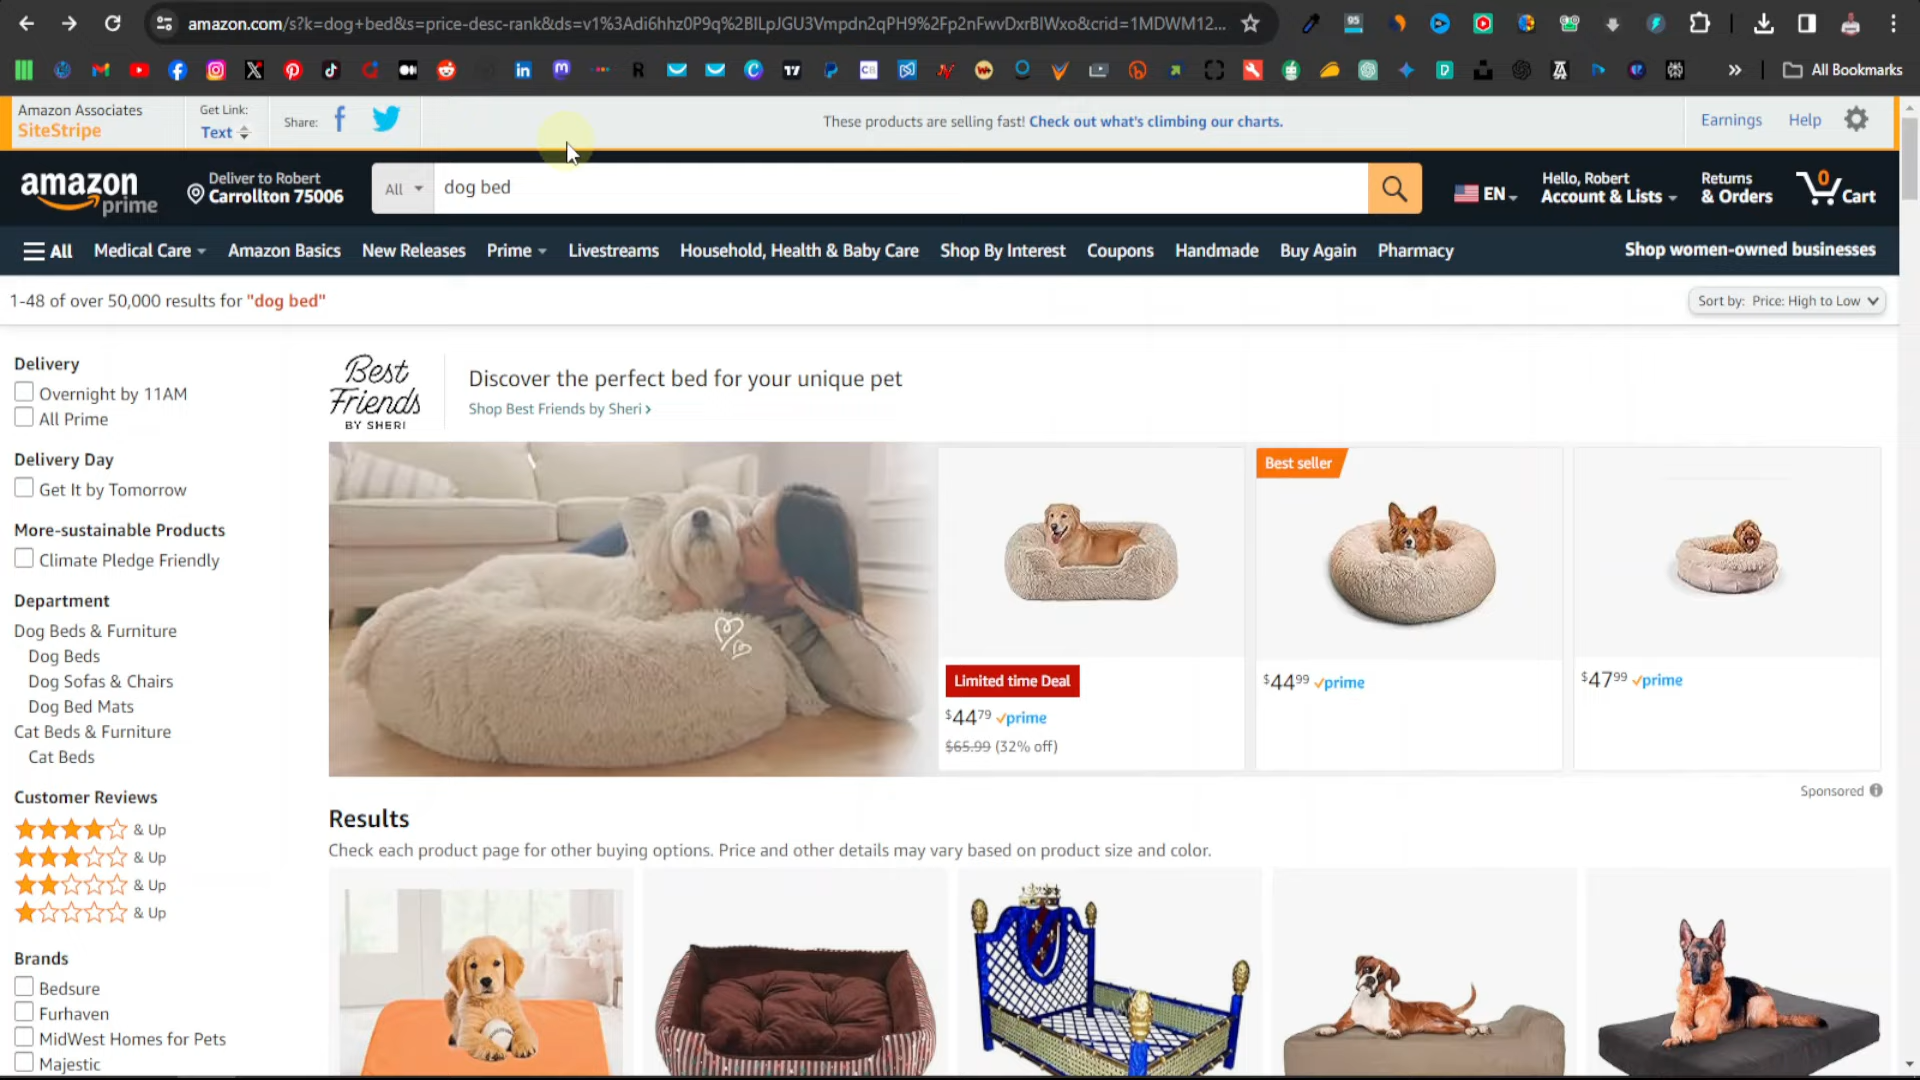 amazon.com/s?k=dog+bed&s=price-desc-rank&ds=v1%3Adi6hhz0P9q%2BILpJGU3Vmpdn2qPH9%2Fp2nFwvDxrBIWxo&crid=1MDWM12...
95
All Bookmarks
Amazon Associates
SiteStripe
Get Link:
Text
Share:
These products are selling fast! Check out what's climbing our charts.
Earnings
Help
amazon
prime
Deliver to Robert
Carrollton 75006
All
dog bed
EN
Hello, Robert
Account & Lists
Returns
& Orders
0
Cart
All
Medical Care
Amazon Basics
New Releases
Prime
Livestreams
Household, Health & Baby Care
Shop By Interest
Coupons
Handmade
Buy Again
Pharmacy
Shop women-owned businesses
1-48 of over 50,000 results for "dog bed"
Sort by: Price: High to Low
Delivery
Overnight by 11AM
All Prime
Delivery Day
Get It by Tomorrow
More-sustainable Products
Climate Pledge Friendly
Department
Dog Beds & Furniture
Dog Beds
Dog Sofas & Chairs
Dog Bed Mats
Cat Beds & Furniture
Cat Beds
Customer Reviews
& Up
& Up
& Up
& Up
Brands
Bedsure
Furhaven
MidWest Homes for Pets
Majestic
Best
Friends
BY SHERI
Discover the perfect bed for your unique pet
Shop Best Friends by Sheri ›
Limited time Deal
$44.79 prime
$65.99 (32% off)
Best seller
$44.99 prime
$47.99 prime
Sponsored
Results
Check each product page for other buying options. Price and other details may vary based on product size and color.